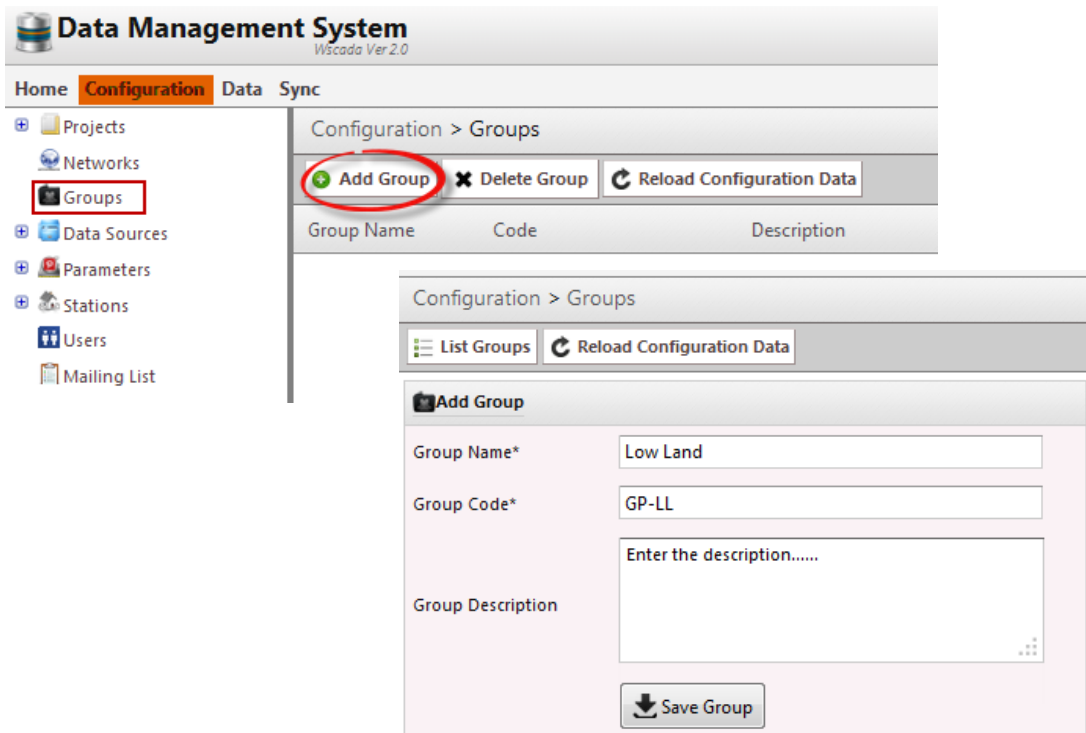 Data Management System
Wscada Ver 2.0
Home Configuration Data Sync
Projects
Networks
Groups
Data Sources
Parameters
Stations
Users
Mailing List
Configuration > Groups
Add Group Delete Group Reload Configuration Data
Group Name Code Description
Configuration > Groups
List Groups Reload Configuration Data
Add Group
Group Name* Low Land
Group Code* GP-LL
Group Description Enter the description......
Save Group